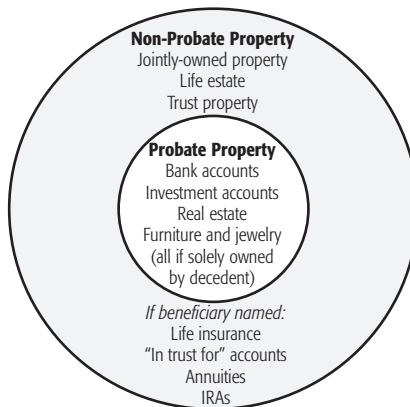 Non-Probate Property
Jointly-owned property
Life estate
Trust property
Probate Property
Bank accounts
Investment accounts
Real estate
Furniture and jewelry
(all if solely owned
by decedent)
If beneficiary named:
Life insurance
“In trust for” accounts
Annuities
IRAs